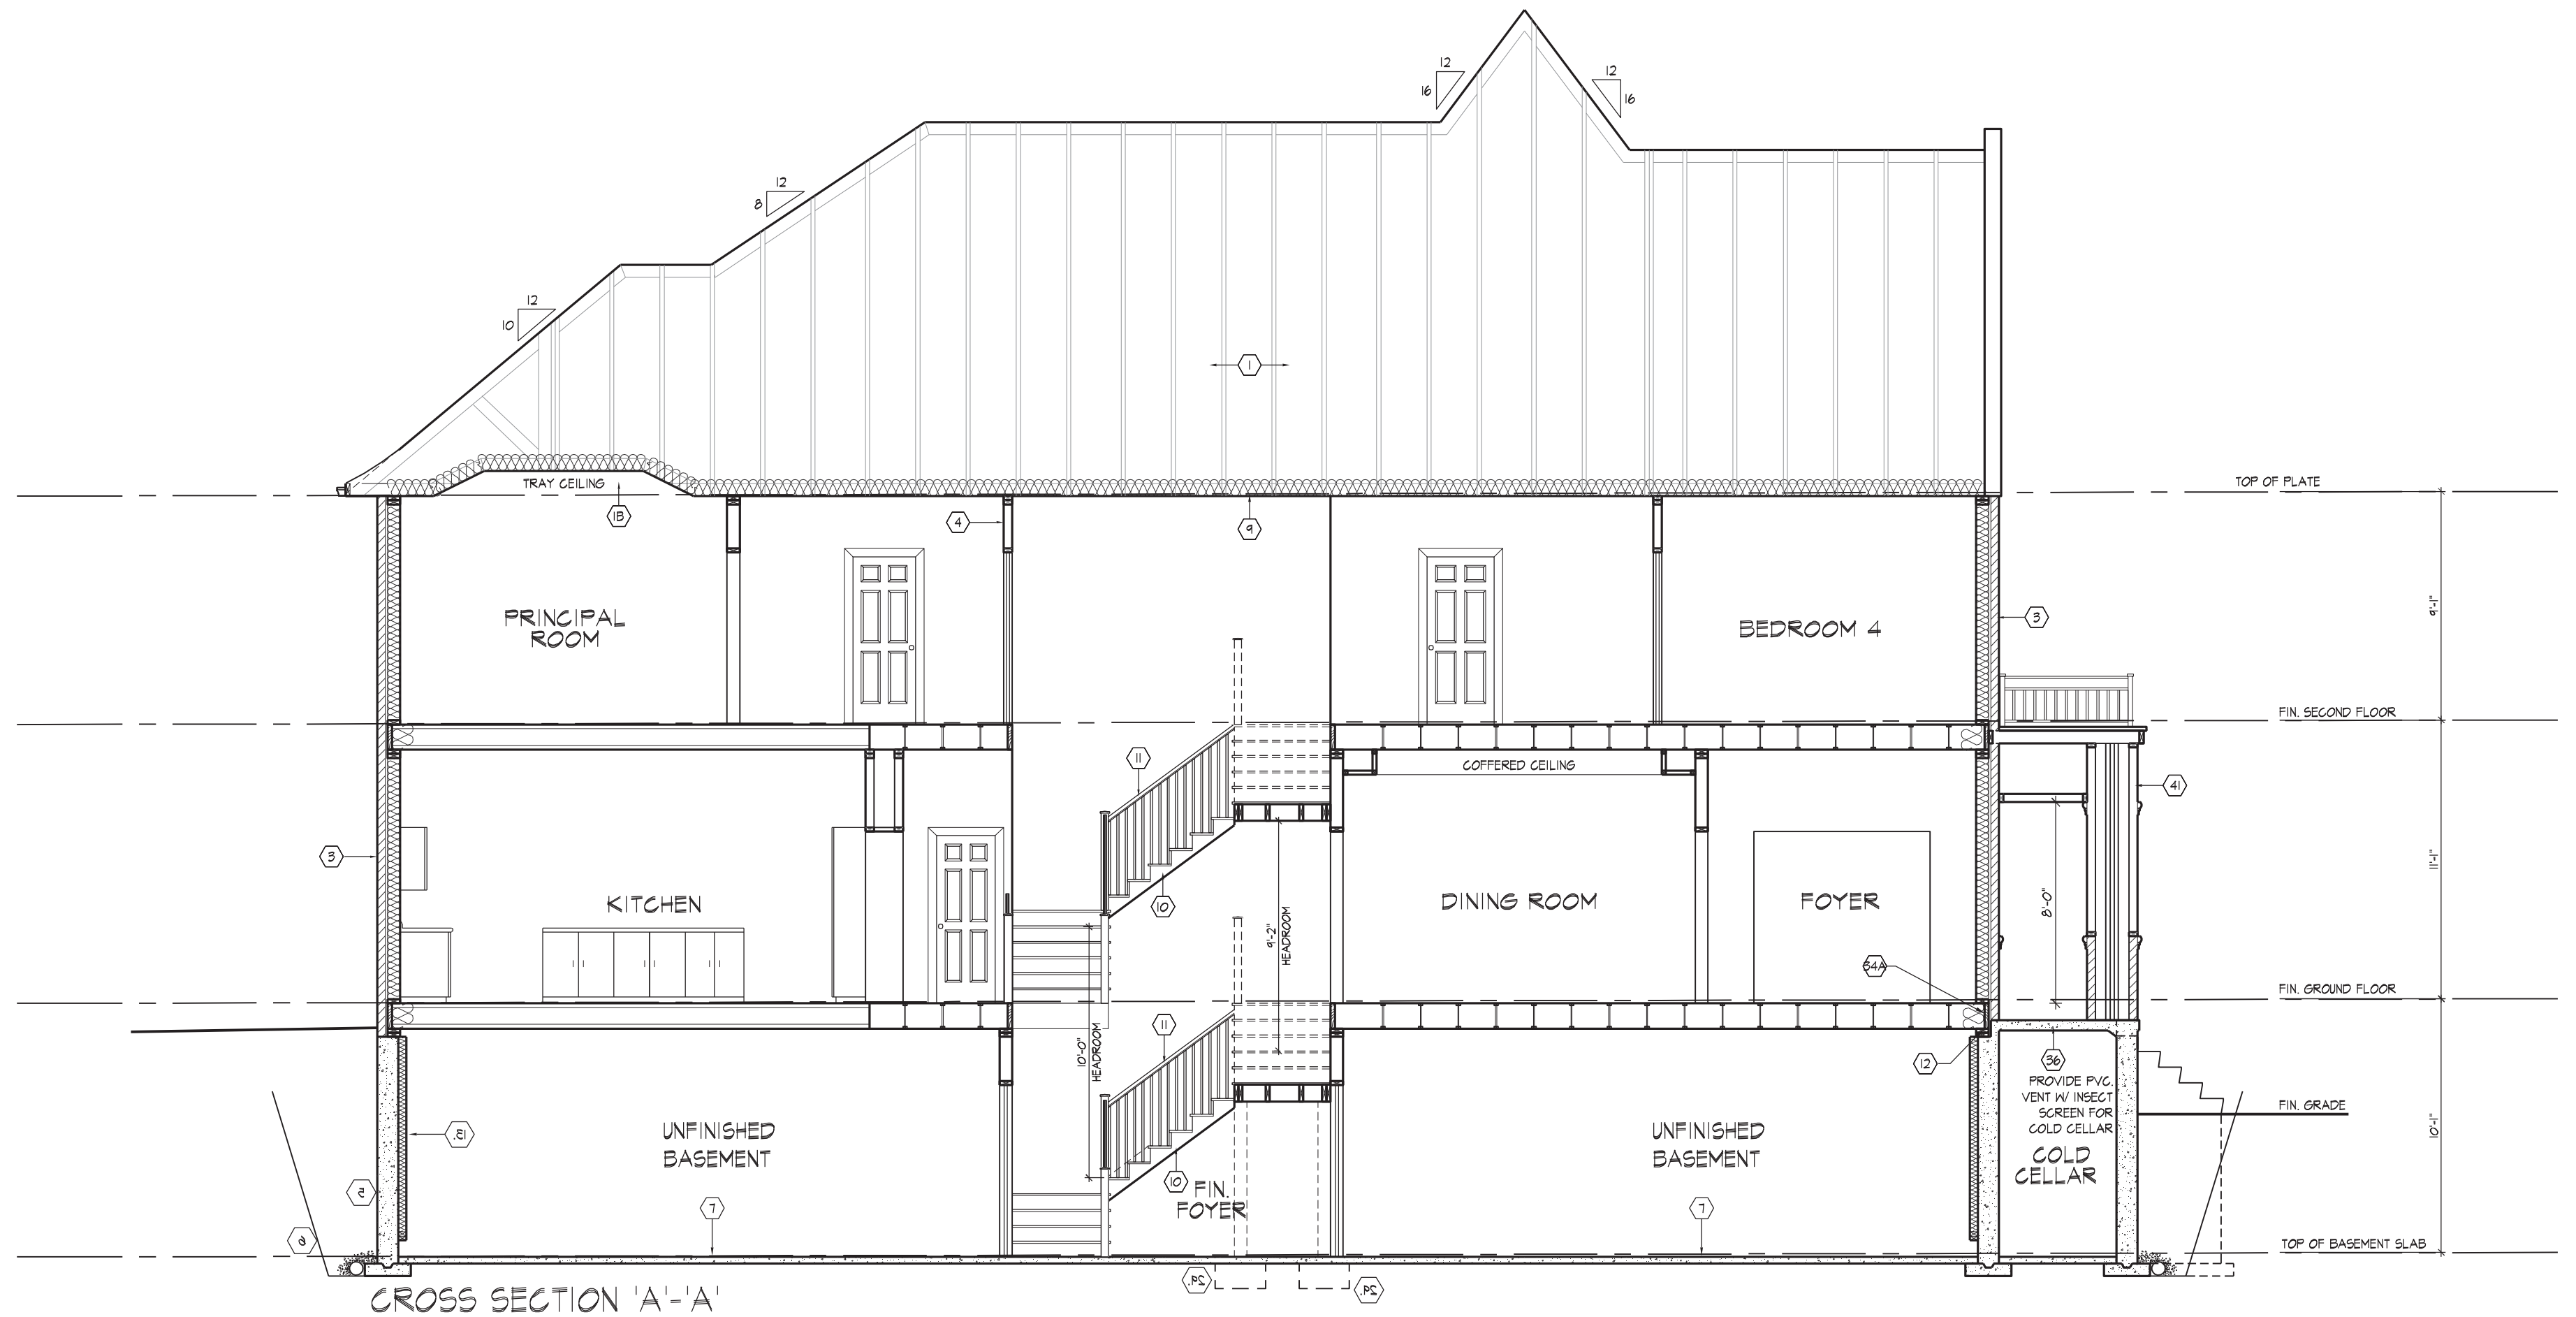 12
16
12
16
12
8
12
10
1
TRAY CEILING
1B
4
9
TOP OF PLATE
PRINCIPAL
ROOM
BEDROOM 4
3
9'-1"
FIN. SECOND FLOOR
11
COFFERED CEILING
41
3
10
KITCHEN
9'-2"
HEADROOM
DINING ROOM
FOYER
8'-0"
11'-1"
34A
FIN. GROUND FLOOR
11
10'-0"
HEADROOM
12
36
PROVIDE PVC.
VENT W/ INSECT
SCREEN FOR
COLD CELLAR
FIN. GRADE
13.
UNFINISHED
BASEMENT
UNFINISHED
BASEMENT
10'-1"
COLD
CELLAR
5
10
FIN.
FOYER
7
7
6
TOP OF BASEMENT SLAB
29.
29.
CROSS SECTION 'A'-'A'